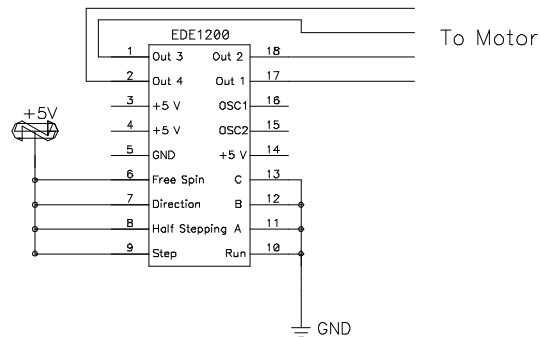 EDE1200
To Motor
1 Out 3 Out 2 18
2 Out 4 Out 1 17
3 +5 V OSC1 16
+5V
4 +5 V OSC2 15
5 GND +5 V 14
6 Free Spin C 13
7 Direction B 12
8 Half Stepping A 11
9 Step Run 10
GND